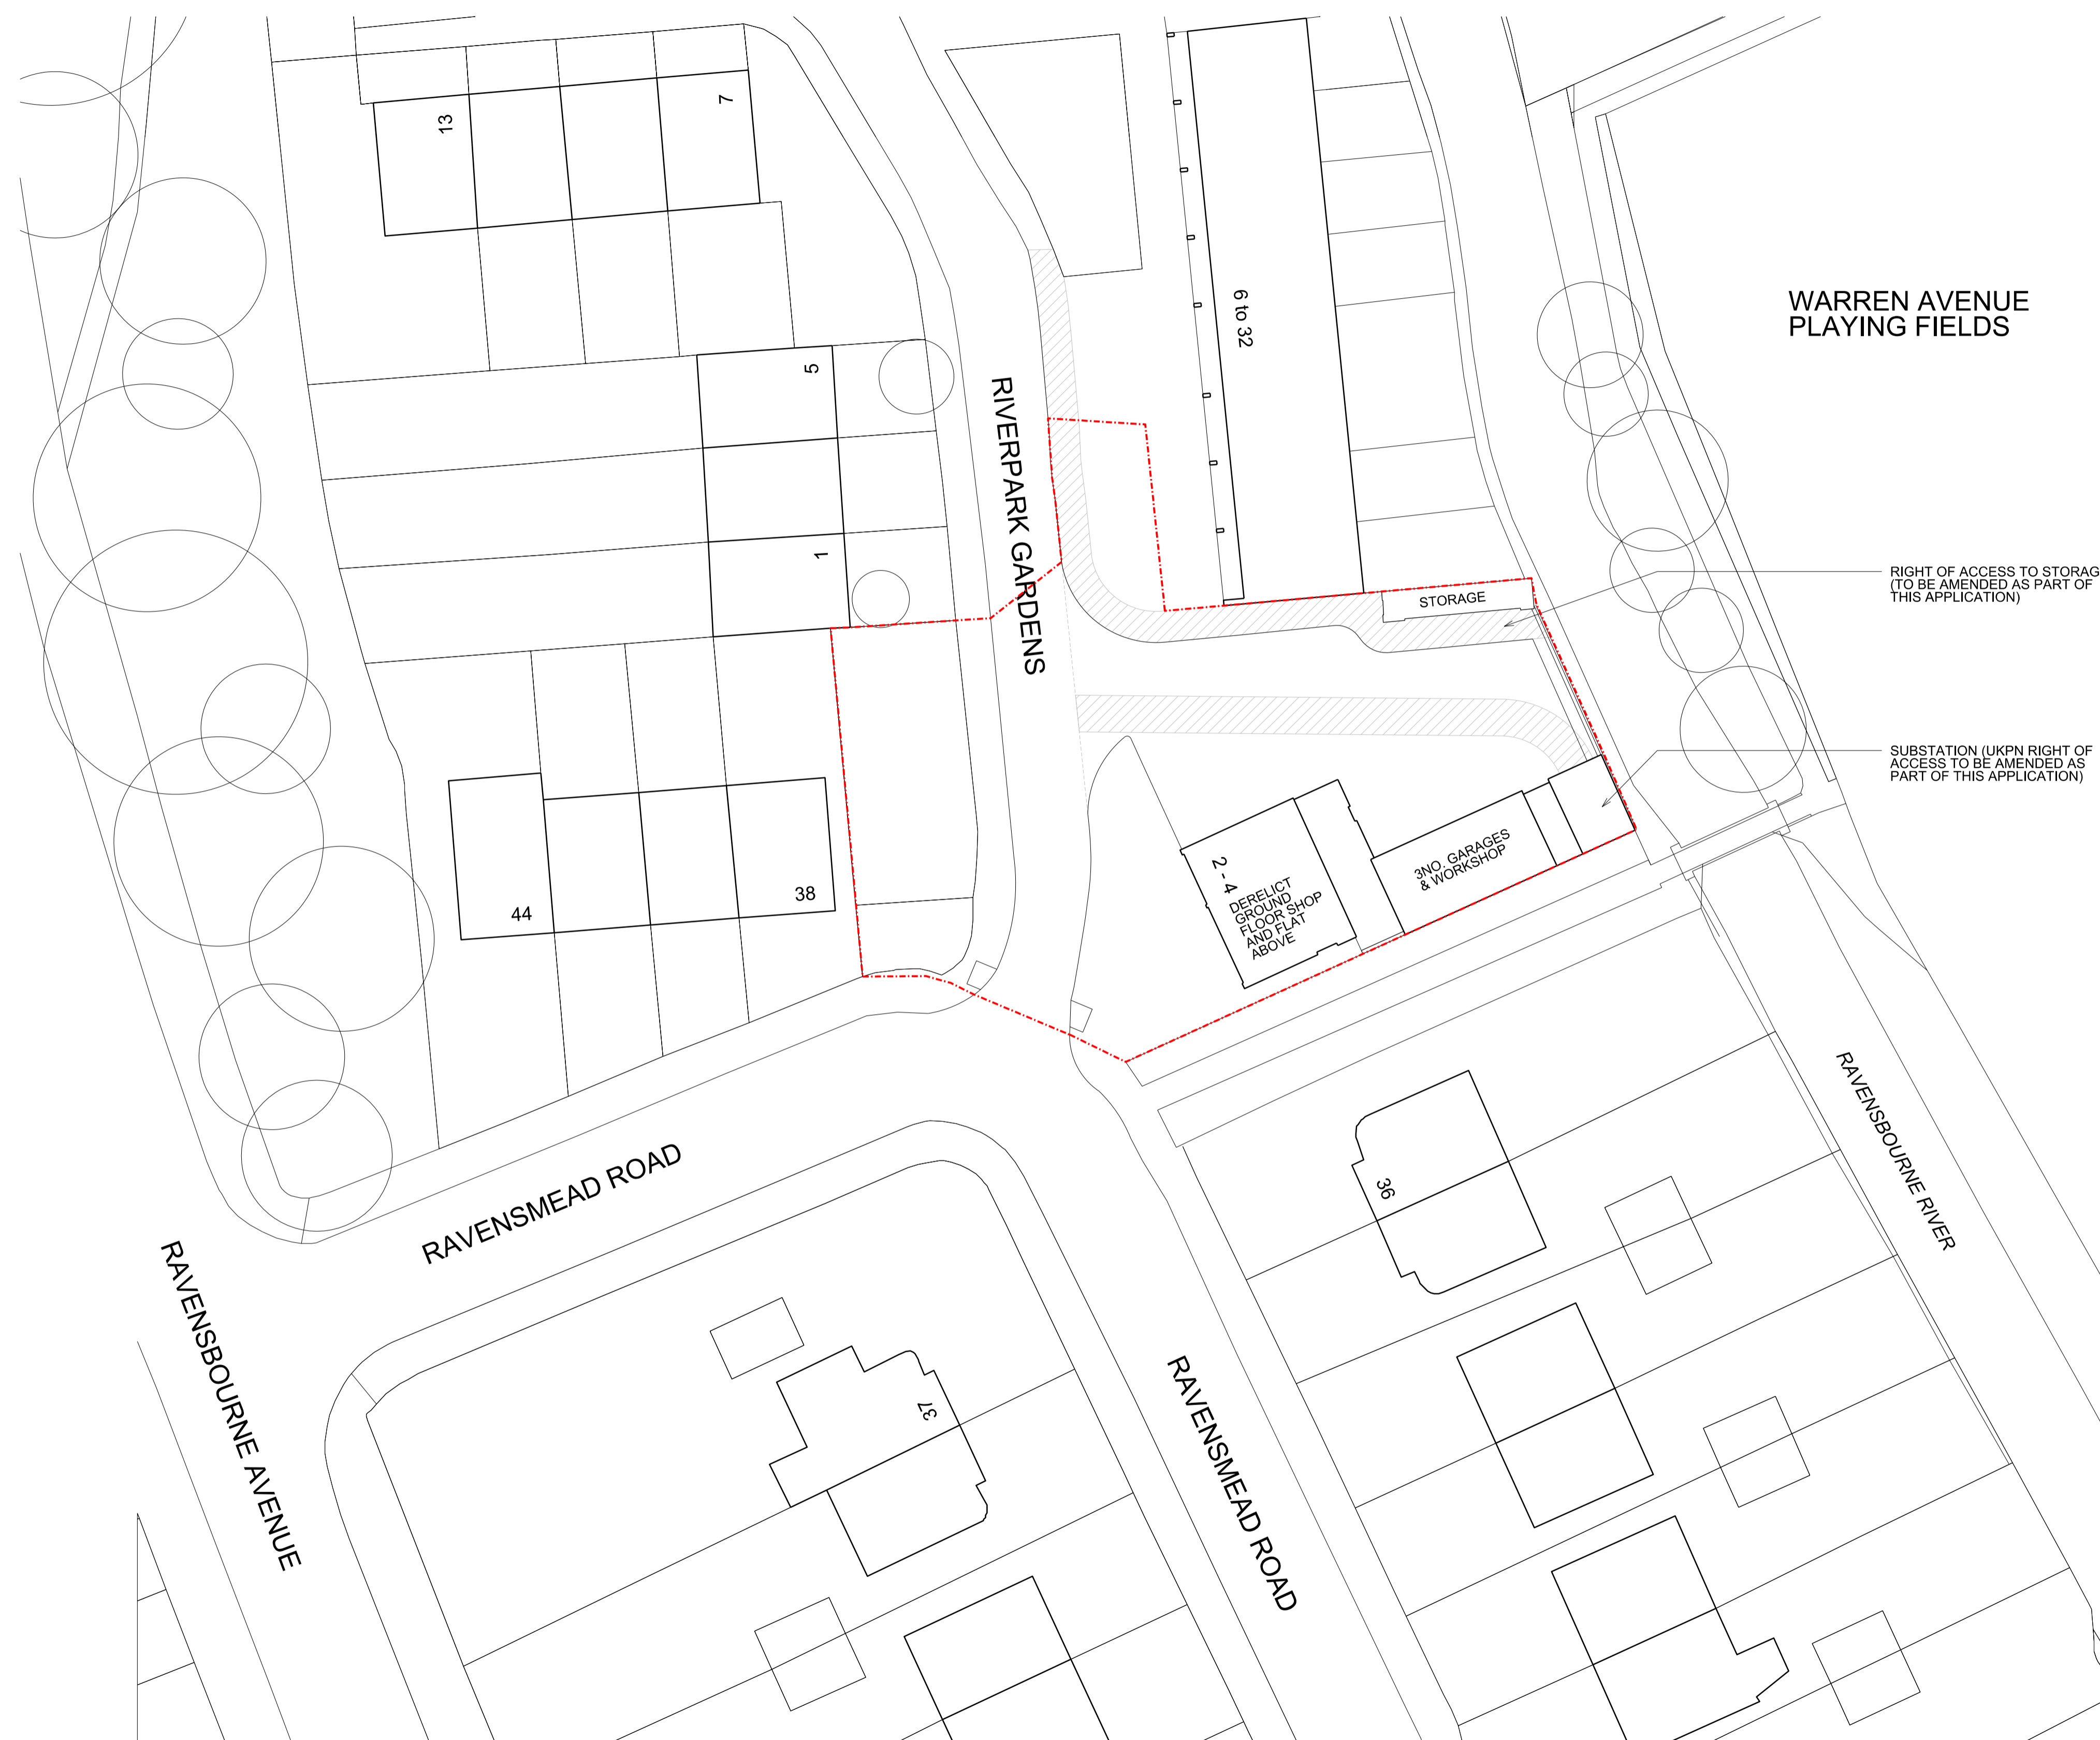 13
7
5
1
6 to 32
RIVERPARK GARDENS
WARREN AVENUE
PLAYING FIELDS
STORAGE
RIGHT OF ACCESS TO STORAG
(TO BE AMENDED AS PART OF
THIS APPLICATION)
SUBSTATION (UKPN RIGHT OF
ACCESS TO BE AMENDED AS
PART OF THIS APPLICATION)
3NO. GARAGES
& WORKSHOP
2 - 4
DERELICT
GROUND
FLOOR SHOP
AND FLAT
ABOVE
44
38
36
37
RAVENSMEAD ROAD
RAVENSBOURNE AVENUE
RAVENSMEAD ROAD
RAVENSBOURNE RIVER